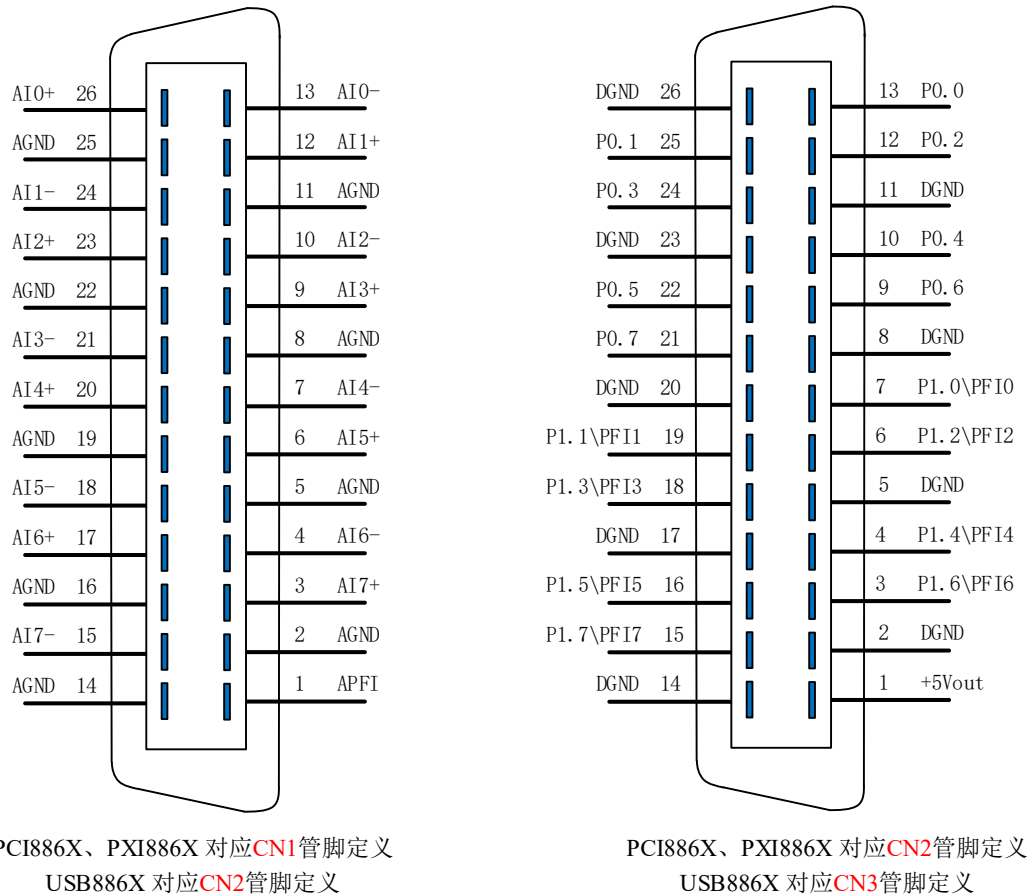 AI0+ 26 13 AI0-
AGND 25 12 AI1+
AI1- 24 11 AGND
AI2+ 23 10 AI2-
AGND 22 9 AI3+
AI3- 21 8 AGND
AI4+ 20 7 AI4-
AGND 19 6 AI5+
AI5- 18 5 AGND
AI6+ 17 4 AI6-
AGND 16 3 AI7+
AI7- 15 2 AGND
AGND 14 1 APFI
PCI886X、PXI886X 对应CN1管脚定义
USB886X 对应CN2管脚定义
DGND 26 13 P0.0
P0.1 25 12 P0.2
P0.3 24 11 DGND
DGND 23 10 P0.4
P0.5 22 9 P0.6
P0.7 21 8 DGND
DGND 20 7 P1.0\PFI0
P1.1\PFI1 19 6 P1.2\PFI2
P1.3\PFI3 18 5 DGND
DGND 17 4 P1.4\PFI4
P1.5\PFI5 16 3 P1.6\PFI6
P1.7\PFI7 15 2 DGND
DGND 14 1 +5Vout
PCI886X、PXI886X 对应CN2管脚定义
USB886X 对应CN3管脚定义